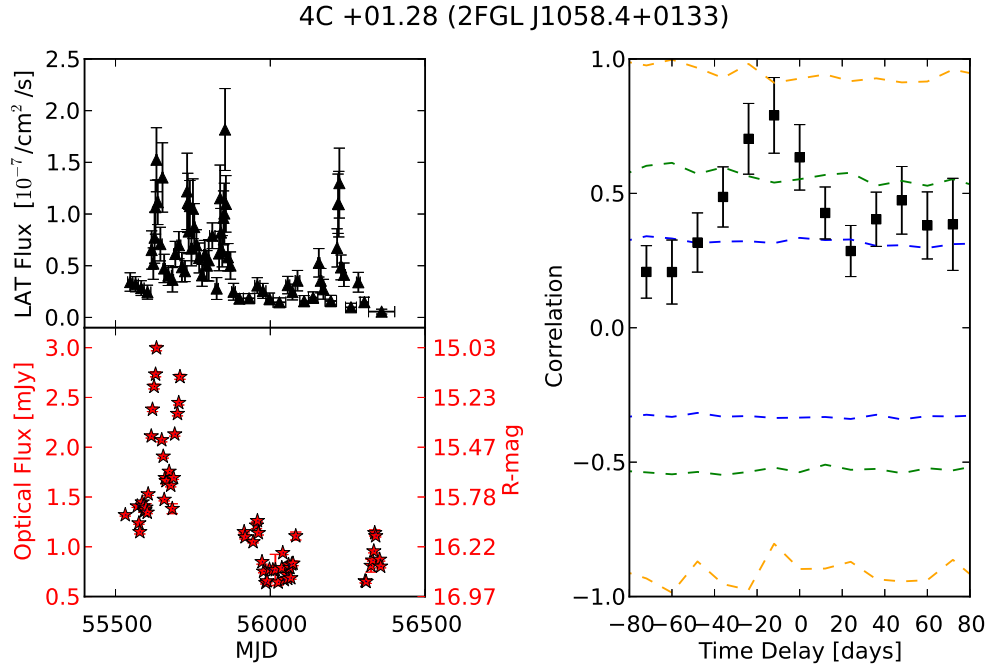 4C +01.28 (2FGL J1058.4+0133)
LAT Flux [10⁻⁷/cm²/s]
2.5
2.0
1.5
1.0
0.5
0.0
Optical Flux [mJy]
3.0
2.5
2.0
1.5
1.0
0.5
15.03
15.23
15.47
15.78
16.22
16.97
R-mag
55500 56000 56500
MJD
Correlation
1.0
0.5
0.0
−0.5
−1.0
−80 −60 −40 −20 0 20 40 60 80
Time Delay [days]